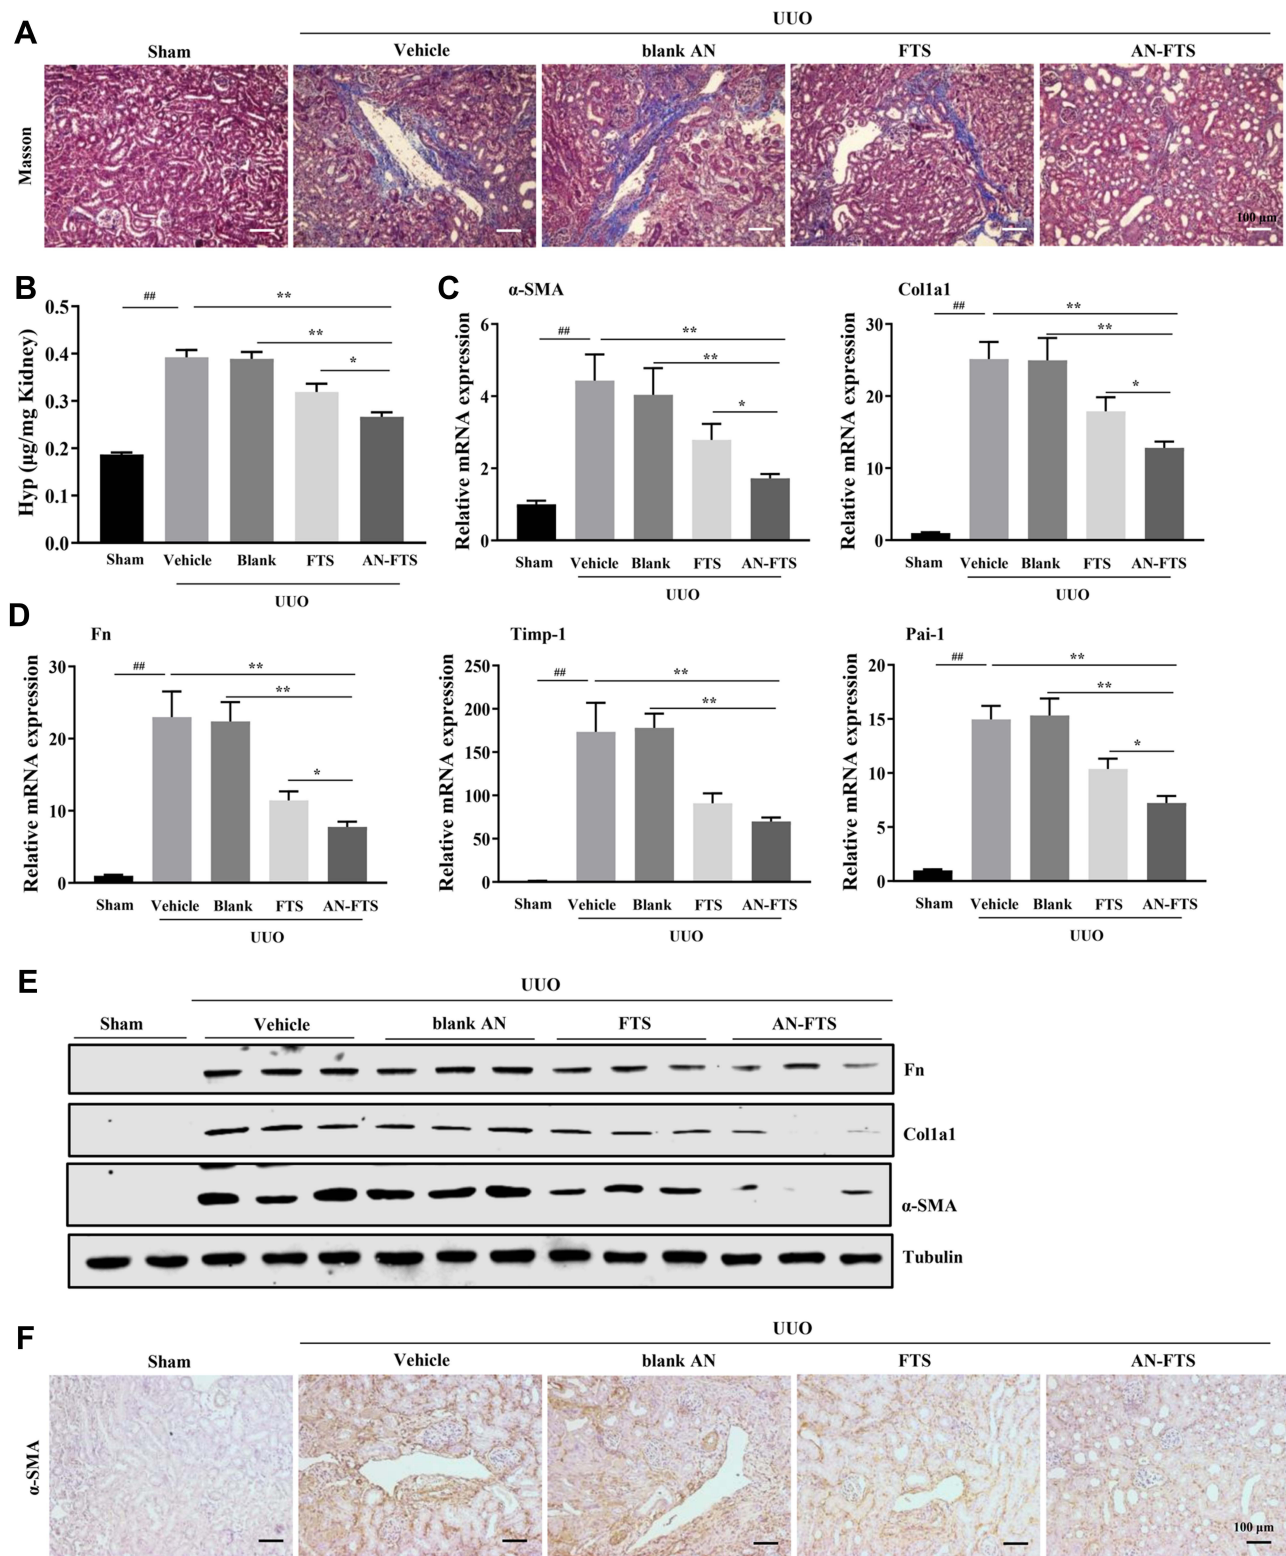 A
UUO
Sham Vehicle blank AN FTS AN-FTS
Masson
100 μm
B
Hyp (μg/mg Kidney)
0.5
0.4
0.3
0.2
0.1
0.0
## ** ** *
Sham Vehicle Blank FTS AN-FTS
UUO
C
α-SMA
Relative mRNA expression
6
4
2
0
## ** ** *
Sham Vehicle Blank FTS AN-FTS
UUO
Col1a1
Relative mRNA expression
30
20
10
0
## ** ** *
Sham Vehicle Blank FTS AN-FTS
UUO
D
Fn
Relative mRNA expression
30
20
10
0
## ** ** *
Sham Vehicle Blank FTS AN-FTS
UUO
Timp-1
Relative mRNA expression
250
200
150
100
50
0
## ** **
Sham Vehicle Blank FTS AN-FTS
UUO
Pai-1
Relative mRNA expression
20
15
10
5
0
## ** ** *
Sham Vehicle Blank FTS AN-FTS
UUO
E
UUO
Sham Vehicle blank AN FTS AN-FTS
Fn
Col1a1
α-SMA
Tubulin
F
UUO
Sham Vehicle blank AN FTS AN-FTS
α-SMA
100 μm